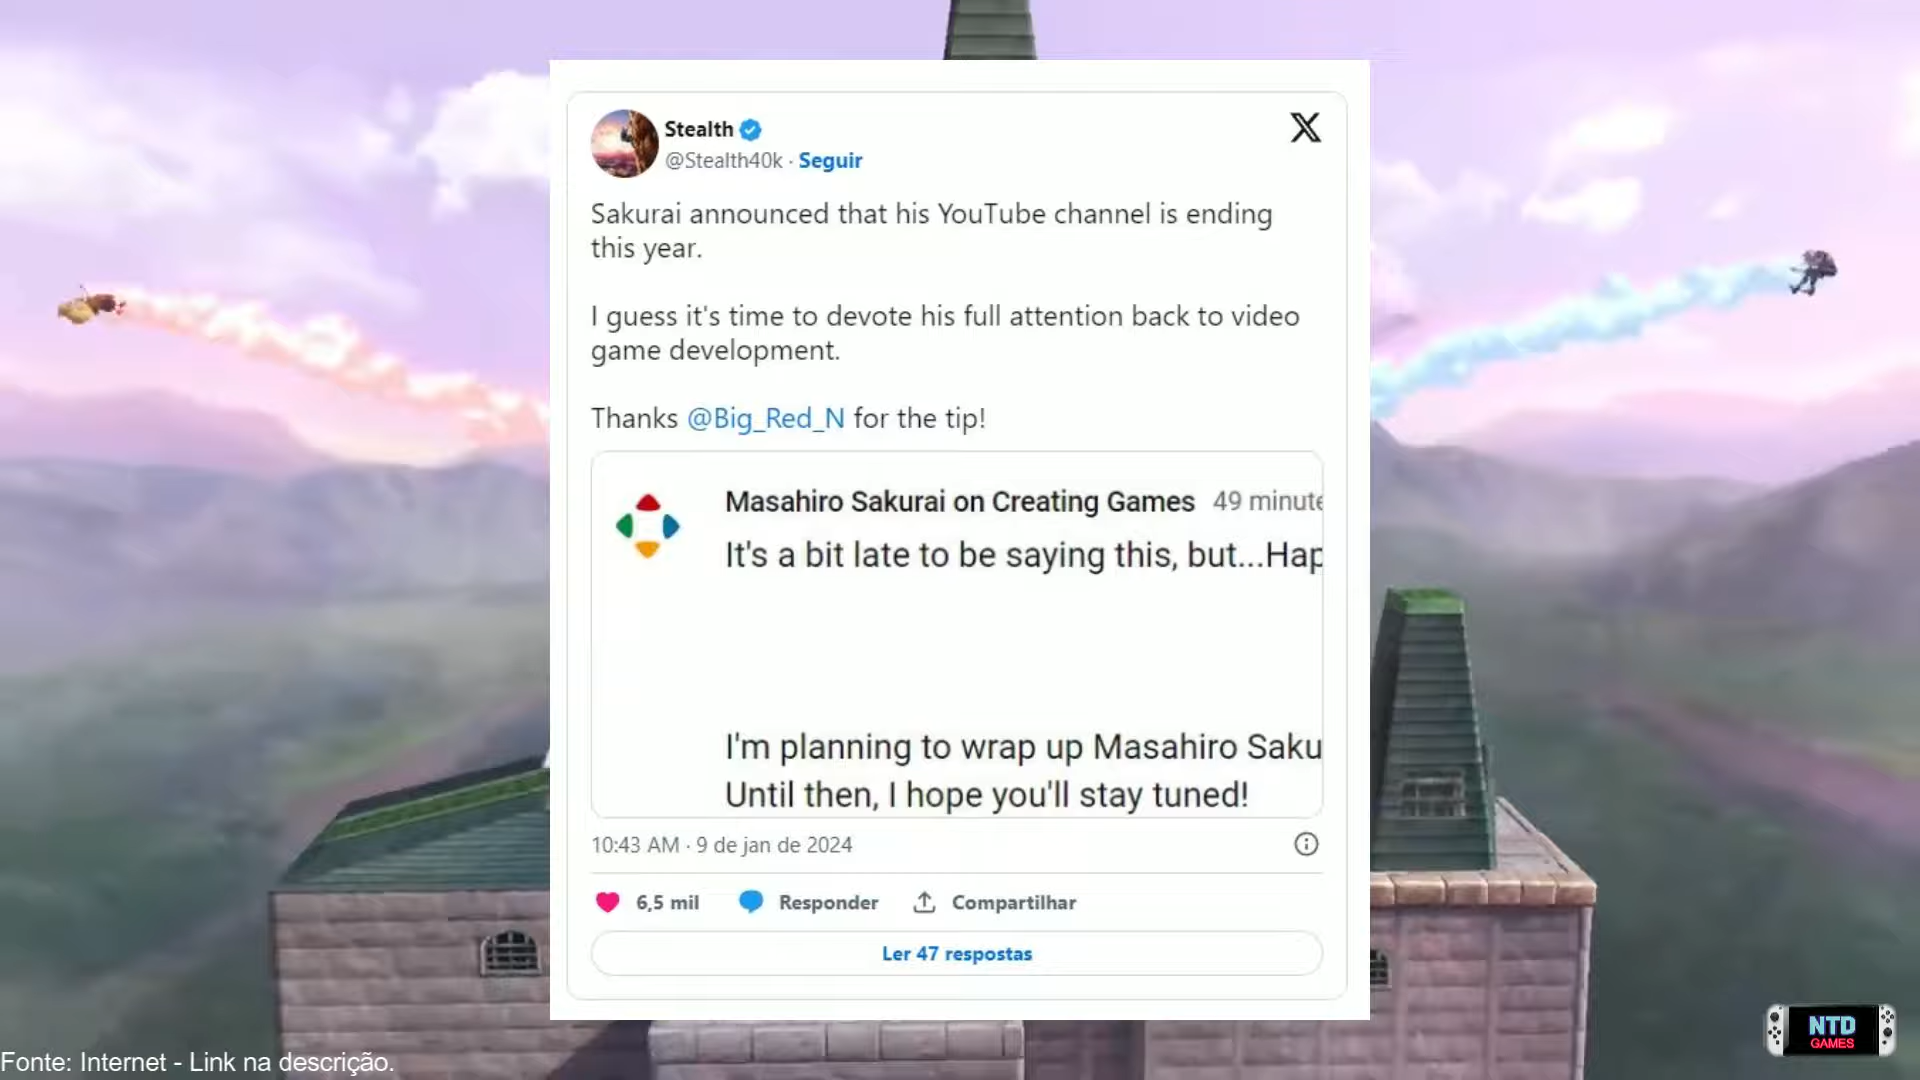 Stealth
@Stealth40k · Seguir
Sakurai announced that his YouTube channel is ending
this year.
I guess it's time to devote his full attention back to video
game development.
Thanks @Big_Red_N for the tip!
Masahiro Sakurai on Creating Games 49 minute
It's a bit late to be saying this, but...Hap
I'm planning to wrap up Masahiro Saku
Until then, I hope you'll stay tuned!
10:43 AM · 9 de jan de 2024
6,5 mil Responder Compartilhar
Ler 47 respostas
NTD
GAMES
Fonte: Internet - Link na descrição.